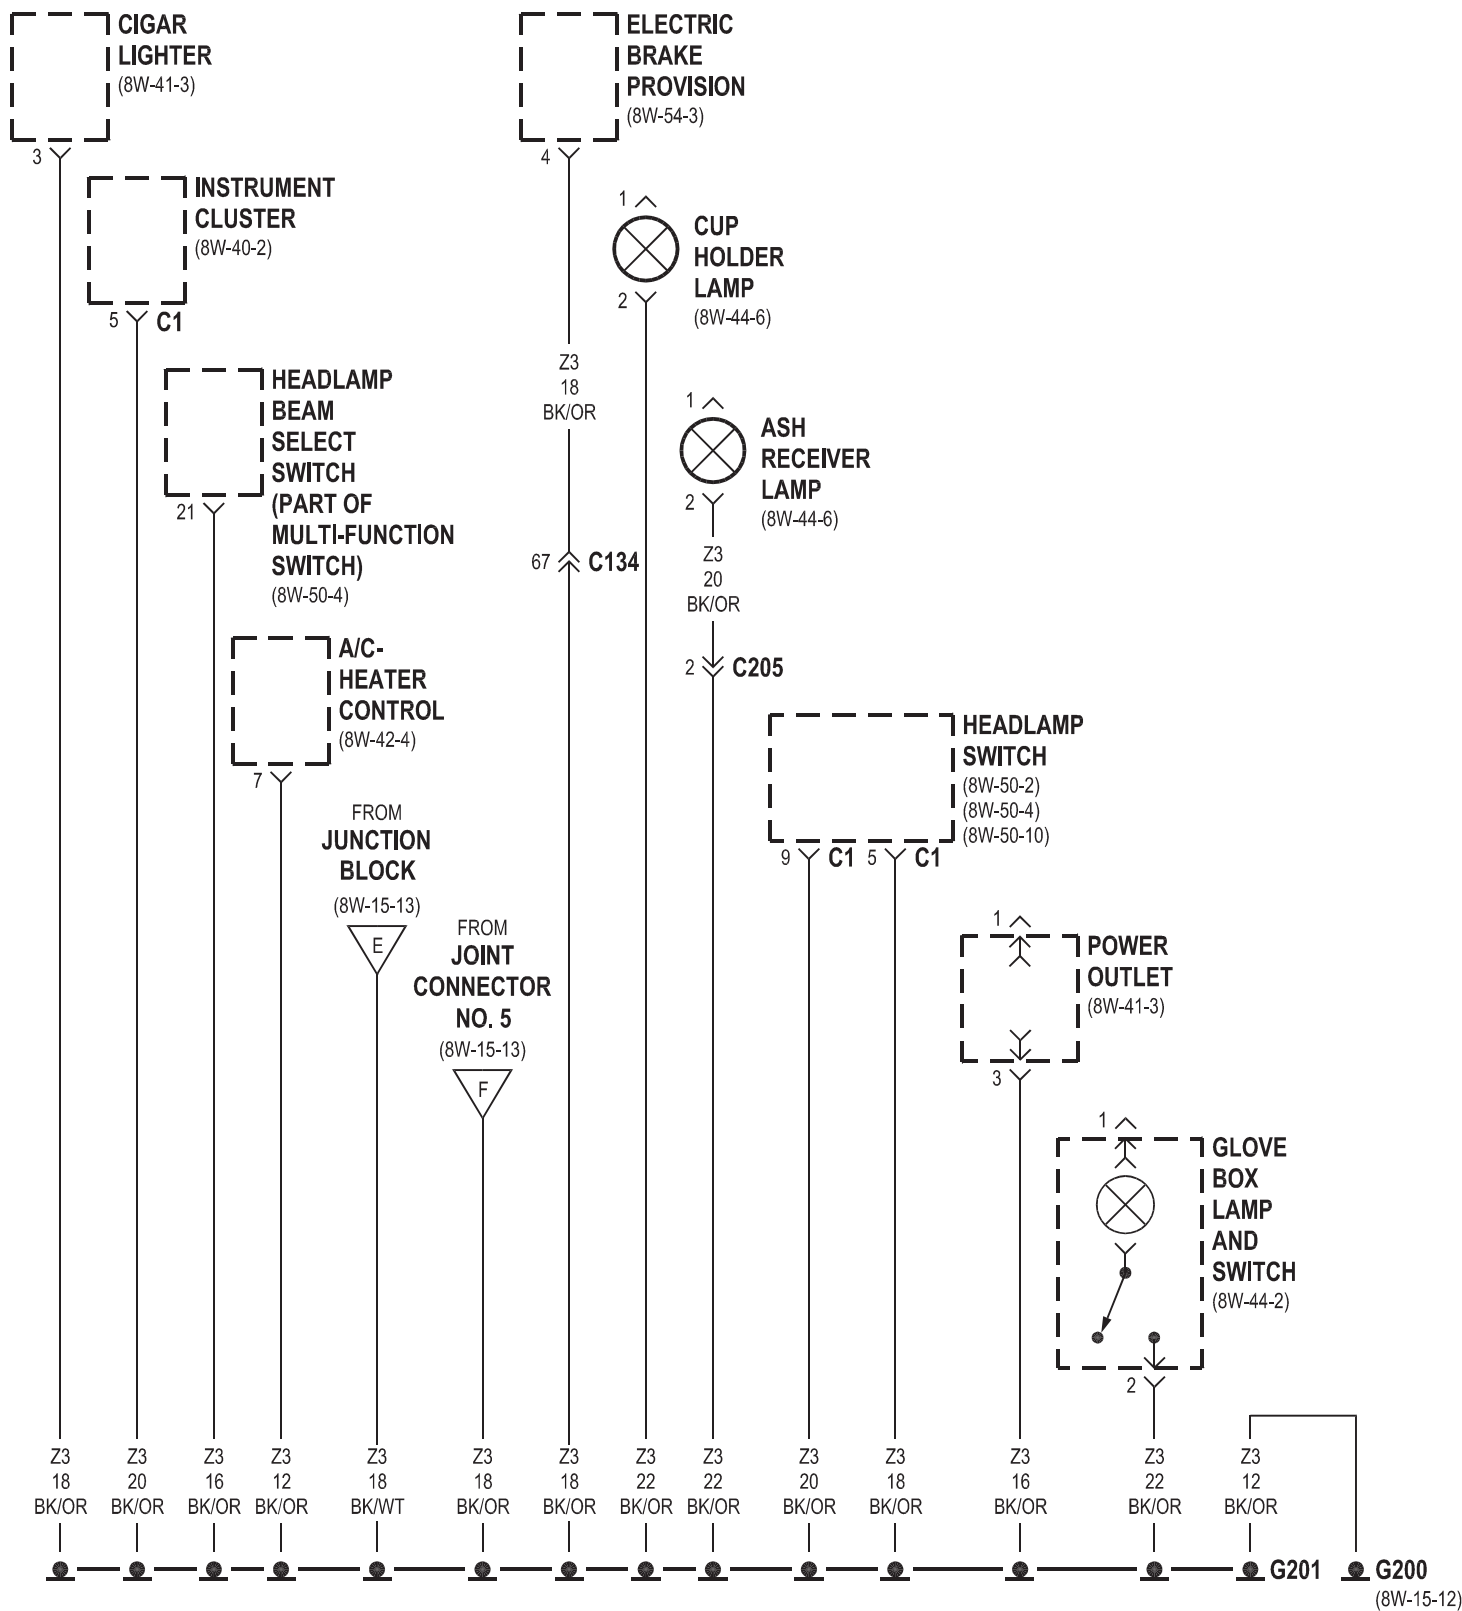 CIGAR
LIGHTER
(8W-41-3)
3
INSTRUMENT
CLUSTER
(8W-40-2)
5 C1
HEADLAMP
BEAM
SELECT
SWITCH
(PART OF
MULTI-FUNCTION
SWITCH)
(8W-50-4)
21
A/C-
HEATER
CONTROL
(8W-42-4)
7
FROM
JUNCTION
BLOCK
(8W-15-13)
E
FROM
JOINT
CONNECTOR
NO. 5
(8W-15-13)
F
ELECTRIC
BRAKE
PROVISION
(8W-54-3)
4
Z3
18
BK/OR
67 C134
1
CUP
HOLDER
LAMP
(8W-44-6)
2
1
ASH
RECEIVER
LAMP
(8W-44-6)
2
Z3
20
BK/OR
2 C205
HEADLAMP
SWITCH
(8W-50-2)
(8W-50-4)
(8W-50-10)
9 C1 5 C1
1
POWER
OUTLET
(8W-41-3)
3
1
GLOVE
BOX
LAMP
AND
SWITCH
(8W-44-2)
2
Z3 Z3 Z3 Z3 Z3 Z3 Z3 Z3 Z3 Z3 Z3 Z3 Z3 Z3
18 20 16 12 18 18 18 22 22 20 18 16 22 12
BK/OR BK/OR BK/OR BK/OR BK/WT BK/OR BK/OR BK/OR BK/OR BK/OR BK/OR BK/OR BK/OR BK/OR
G201 G200
(8W-15-12)